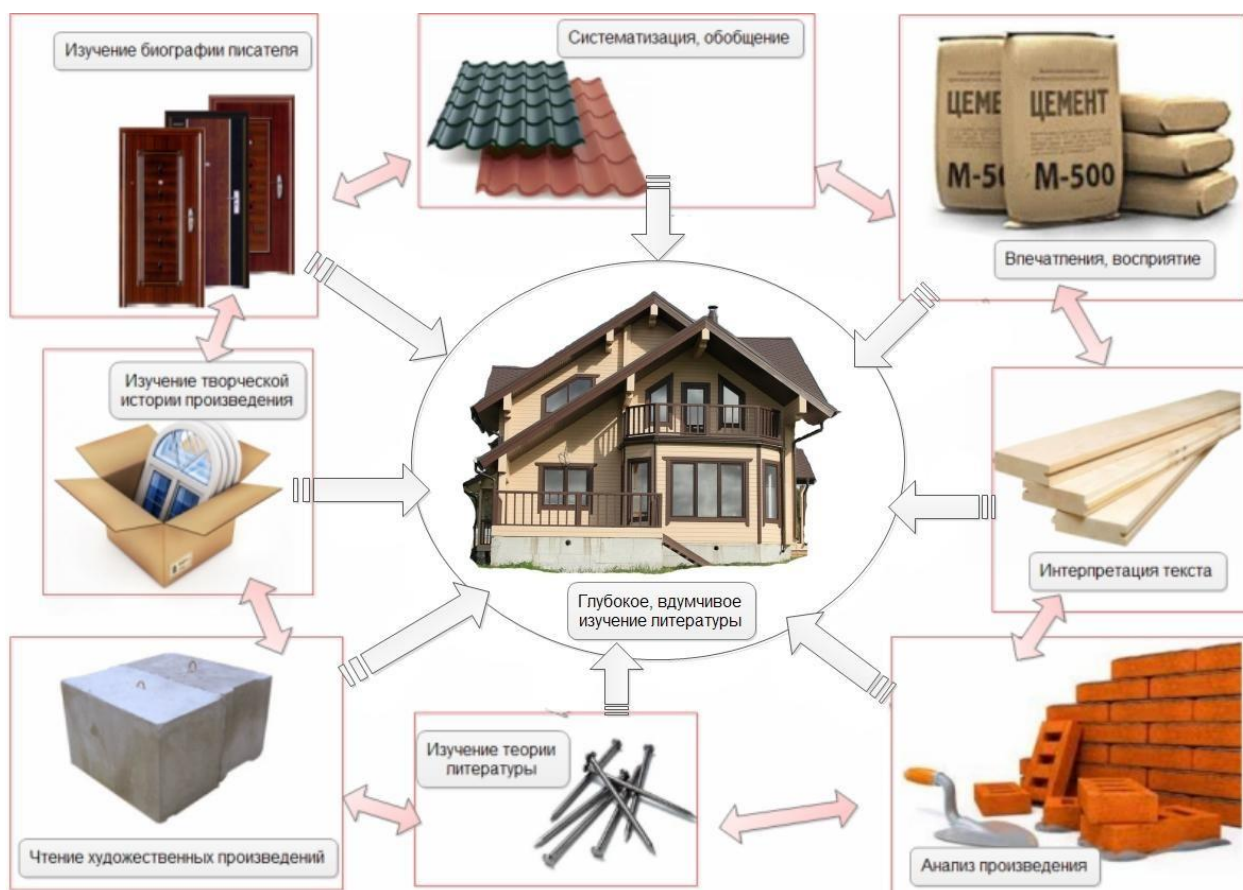 Изучение биографии писателя
Систематизация, обобщение
ЦЕМЕНТ
М-500
Впечатления, восприятие
Изучение творческой
истории произведения
Интерпретация текста
Глубокое, вдумчивое
изучение литературы
Изучение теории
литературы
Чтение художественных произведений
Анализ произведения